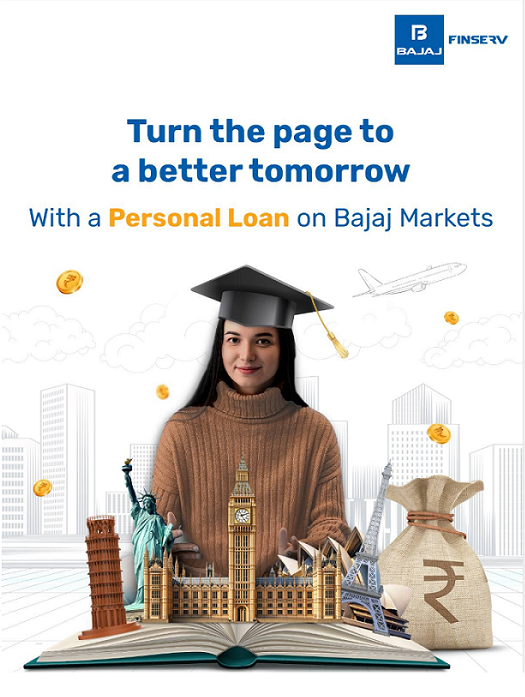 B
BAJAJ FINSERV
Turn the page to
a better tomorrow
With a Personal Loan on Bajaj Markets
₹